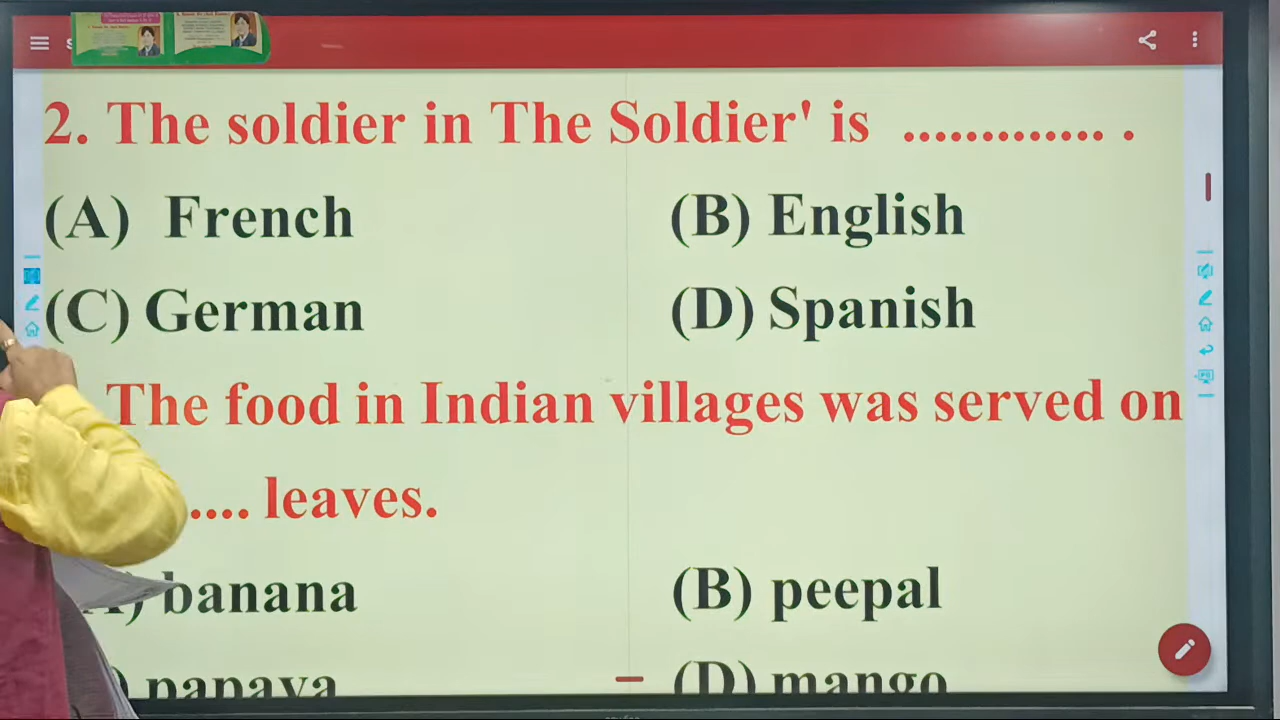 2. The soldier in The Soldier' is ............. .
(A) French (B) English
(C) German (D) Spanish
The food in Indian villages was served on
.... leaves.
A) banana (B) peepal
) papaya (D) mango